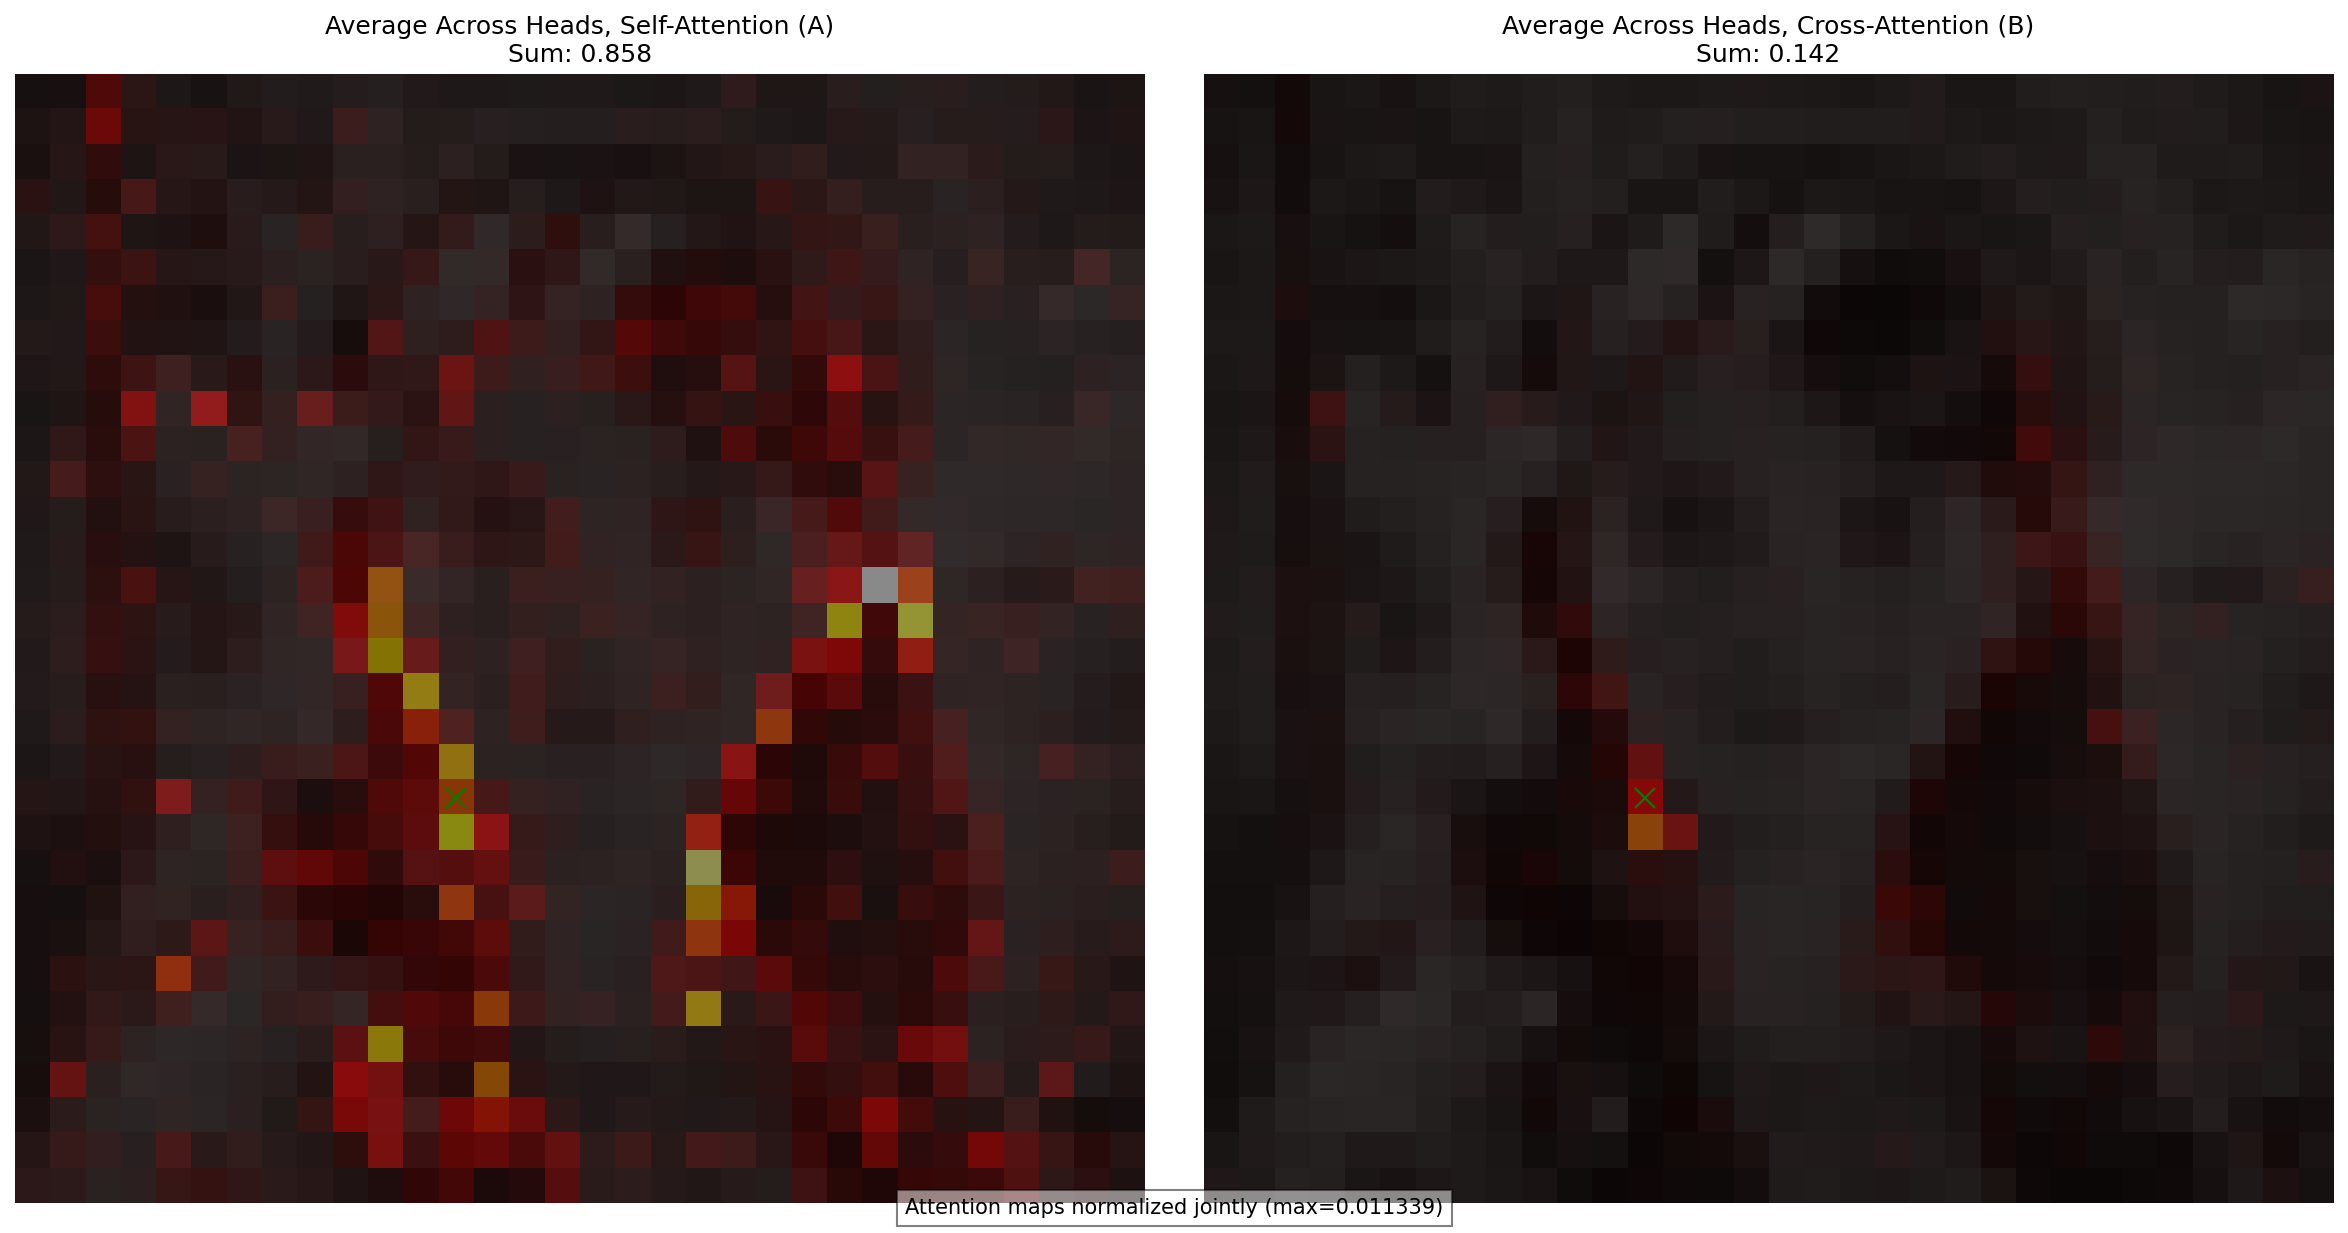 Average Across Heads, Self-Attention (A)
Sum: 0.858
Average Across Heads, Cross-Attention (B)
Sum: 0.142
Attention maps normalized jointly (max=0.011339)